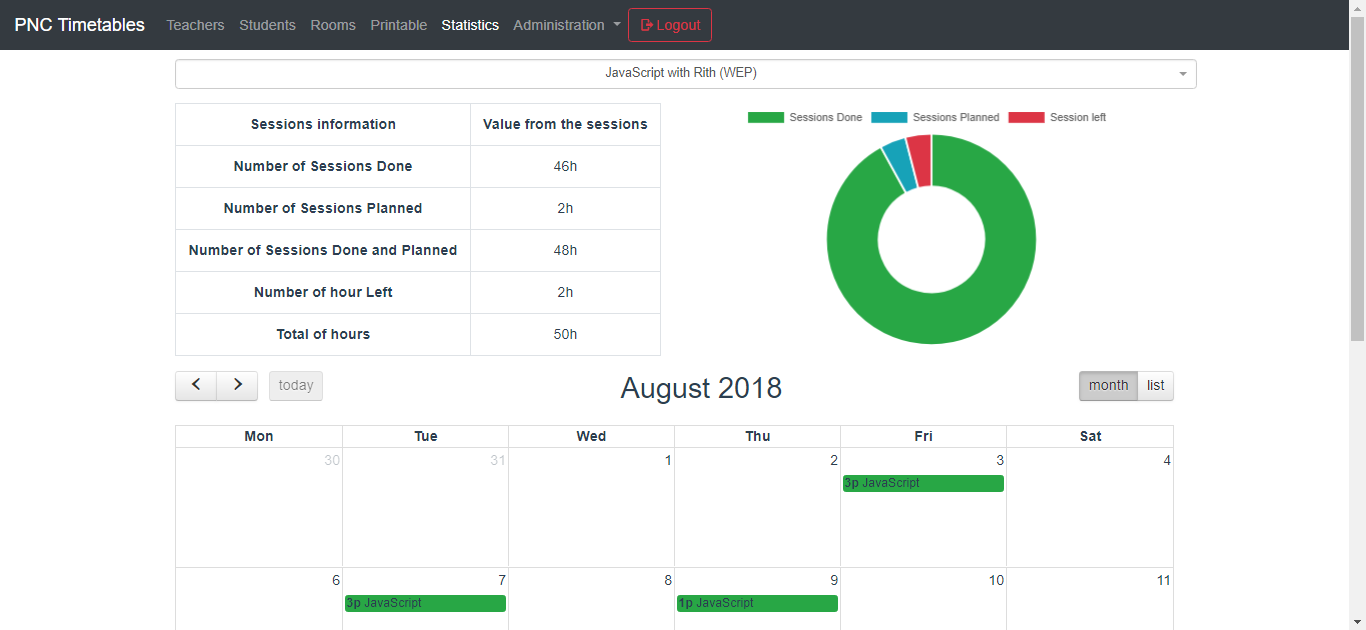 PNC Timetables Teachers Students Rooms Printable Statistics Administration Logout
JavaScript with Rith (WEP)
Sessions information Value from the sessions
Number of Sessions Done 46h
Number of Sessions Planned 2h
Number of Sessions Done and Planned 48h
Number of hour Left 2h
Total of hours 50h
Sessions Done Sessions Planned Session left
today August 2018 month list
Mon Tue Wed Thu Fri Sat
30 31 1 2 3 4
3p JavaScript
6 7 8 9 10 11
3p JavaScript 1p JavaScript